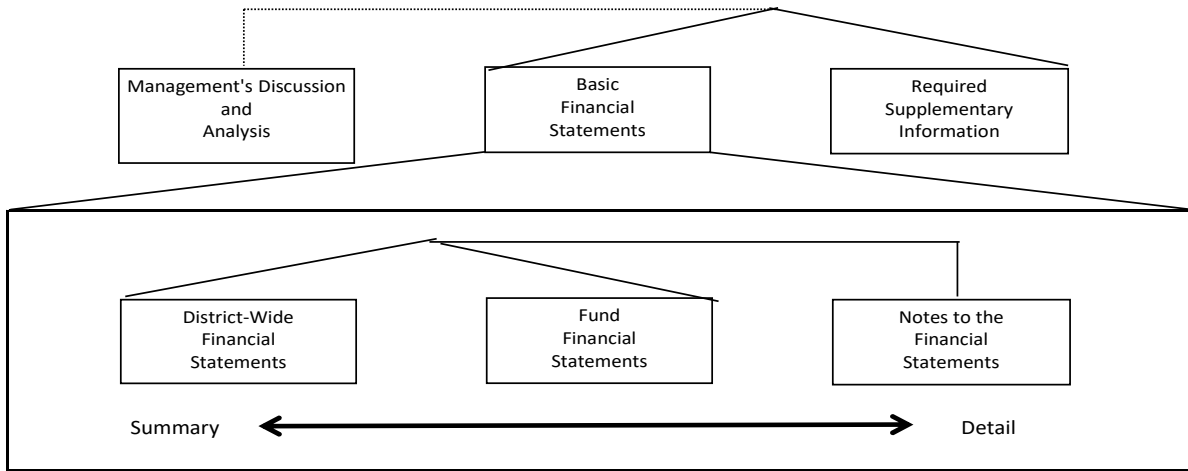 Management's Discussion
and
Analysis
Basic
Financial
Statements
Required
Supplementary
Information
District-Wide
Financial
Statements
Fund
Financial
Statements
Notes to the
Financial
Statements
Summary
Detail